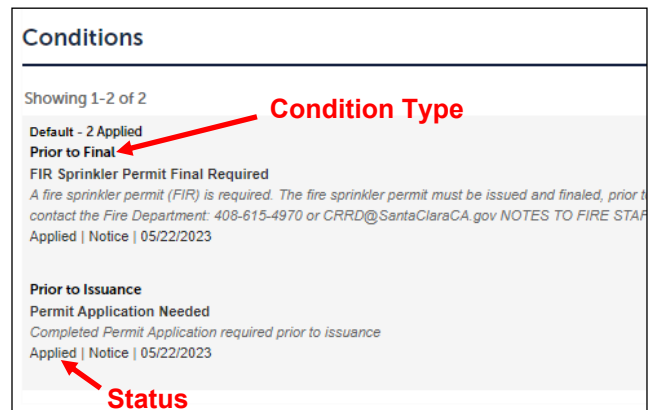 Conditions
Showing 1-2 of 2
Condition Type
Default - 2 Applied
Prior to Final
FIR Sprinkler Permit Final Required
A fire sprinkler permit (FIR) is required. The fire sprinkler permit must be issued and finaled, prior t
contact the Fire Department: 408-615-4970 or CRRD@SantaClaraCA.gov NOTES TO FIRE STAF
Applied | Notice | 05/22/2023
Prior to Issuance
Permit Application Needed
Completed Permit Application required prior to issuance
Applied | Notice | 05/22/2023
Status